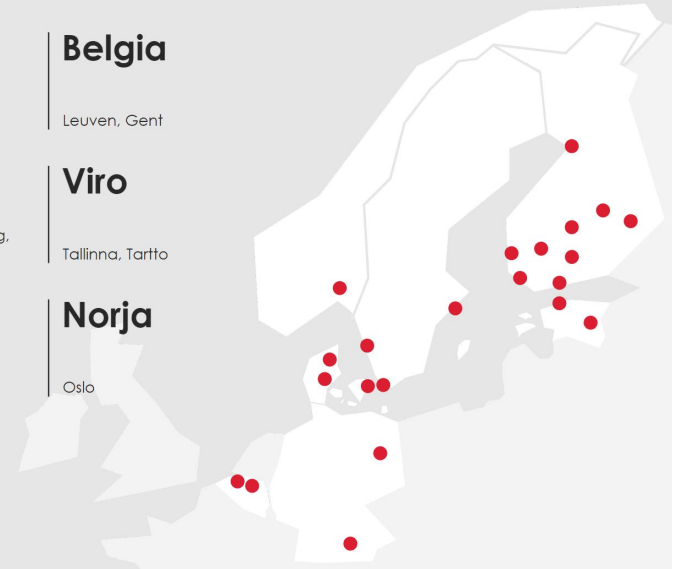 Belgia
Leuven, Gent
Viro
g,
Tallinna, Tartto
Norja
Oslo